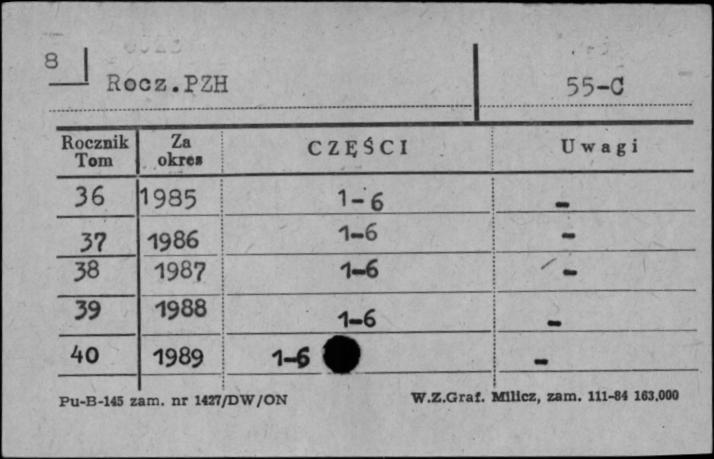 8
Rocz.PZH 55-C
Rocznik Tom Za okres CZĘŚCI Uwagi
36 1985 1-6 -
37 1986 1-6 -
38 1987 1-6 -
39 1988 1-6 -
40 1989 1-6 -
Pu-B-145 zam. nr 1427/DW/ON W.Z.Graf. Milicz, zam. 111-84 163.000